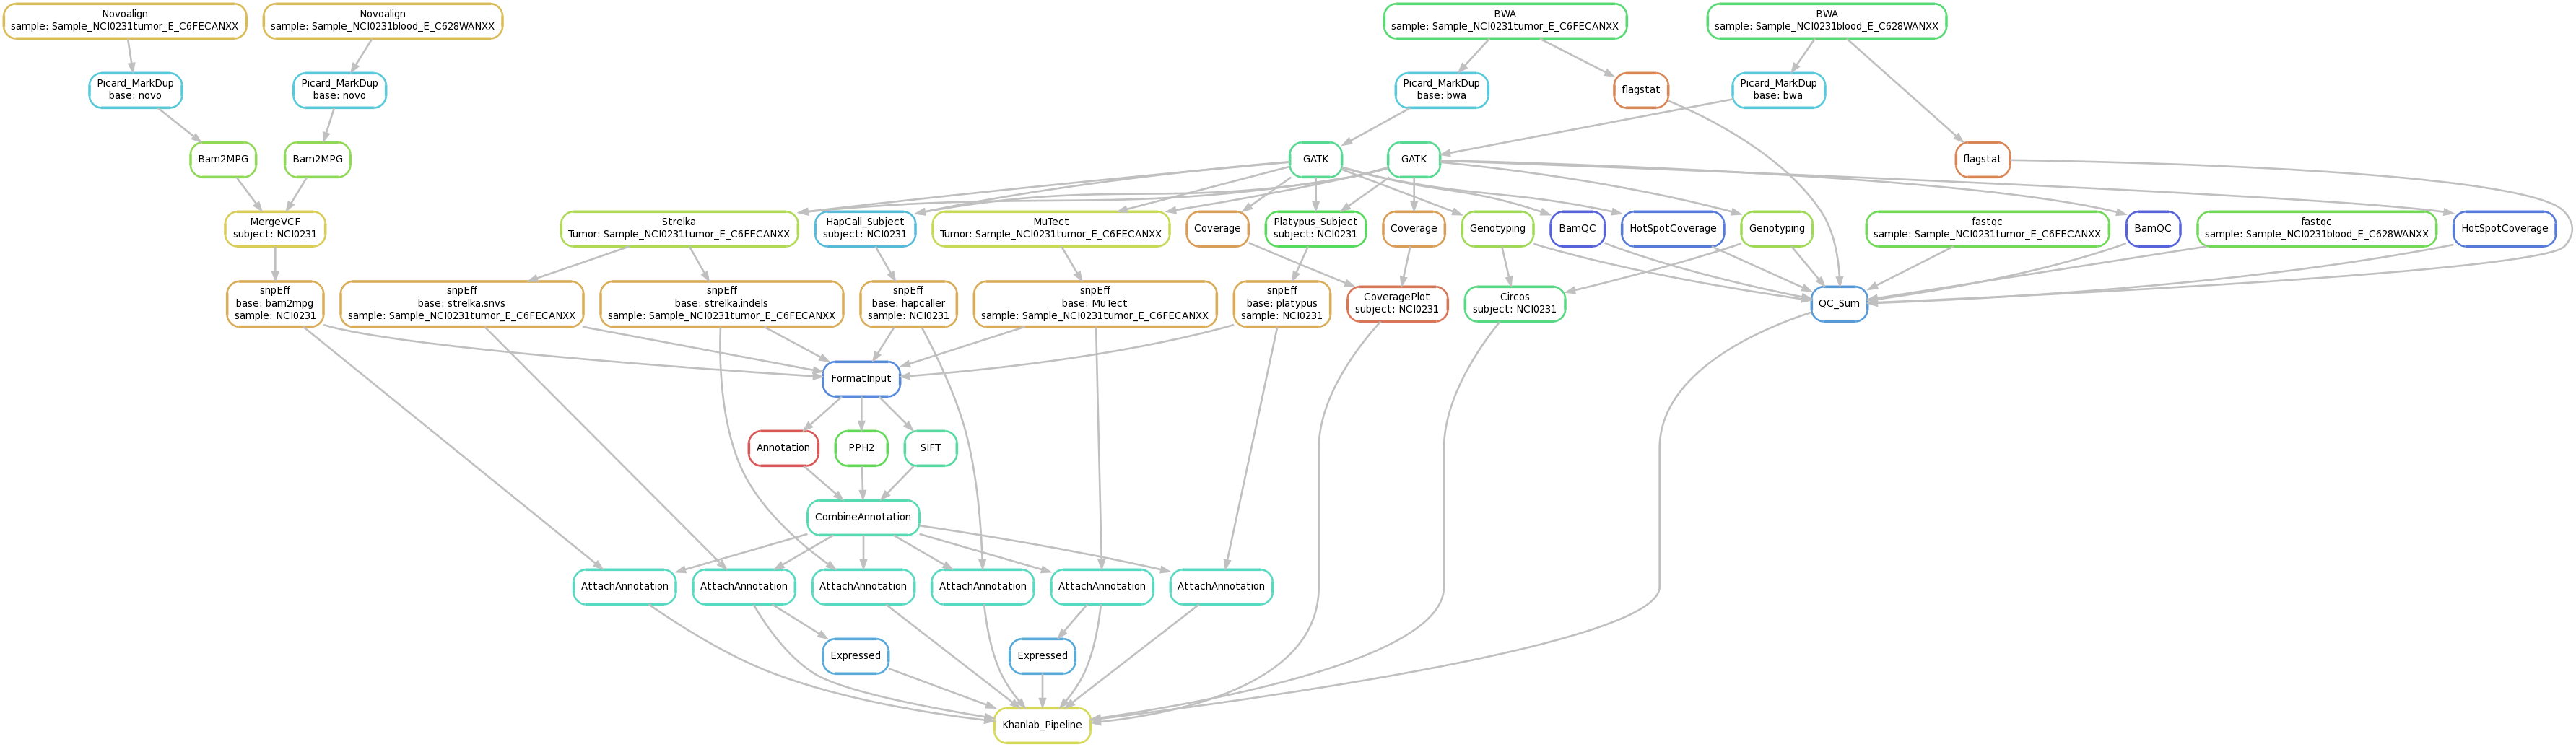 Novoalign
sample: Sample_NCI0231tumor_E_C6FECANXX
Novoalign
sample: Sample_NCI0231blood_E_C628WANXX
BWA
sample: Sample_NCI0231tumor_E_C6FECANXX
BWA
sample: Sample_NCI0231blood_E_C628WANXX
Picard_MarkDup
base: novo
Picard_MarkDup
base: novo
Picard_MarkDup
base: bwa
flagstat
Picard_MarkDup
base: bwa
Bam2MPG
Bam2MPG
GATK
GATK
flagstat
MergeVCF
subject: NCI0231
Strelka
Tumor: Sample_NCI0231tumor_E_C6FECANXX
HapCall_Subject
subject: NCI0231
MuTect
Tumor: Sample_NCI0231tumor_E_C6FECANXX
Coverage
Platypus_Subject
subject: NCI0231
Coverage
Genotyping
BamQC
HotSpotCoverage
Genotyping
fastqc
sample: Sample_NCI0231tumor_E_C6FECANXX
BamQC
fastqc
sample: Sample_NCI0231blood_E_C628WANXX
HotSpotCoverage
snpEff
base: bam2mpg
sample: NCI0231
snpEff
base: strelka.snvs
sample: Sample_NCI0231tumor_E_C6FECANXX
snpEff
base: strelka.indels
sample: Sample_NCI0231tumor_E_C6FECANXX
snpEff
base: hapcaller
sample: NCI0231
snpEff
base: MuTect
sample: Sample_NCI0231tumor_E_C6FECANXX
snpEff
base: platypus
sample: NCI0231
CoveragePlot
subject: NCI0231
Circos
subject: NCI0231
QC_Sum
FormatInput
Annotation
PPH2
SIFT
CombineAnnotation
AttachAnnotation
AttachAnnotation
AttachAnnotation
AttachAnnotation
AttachAnnotation
AttachAnnotation
Expressed
Expressed
Khanlab_Pipeline